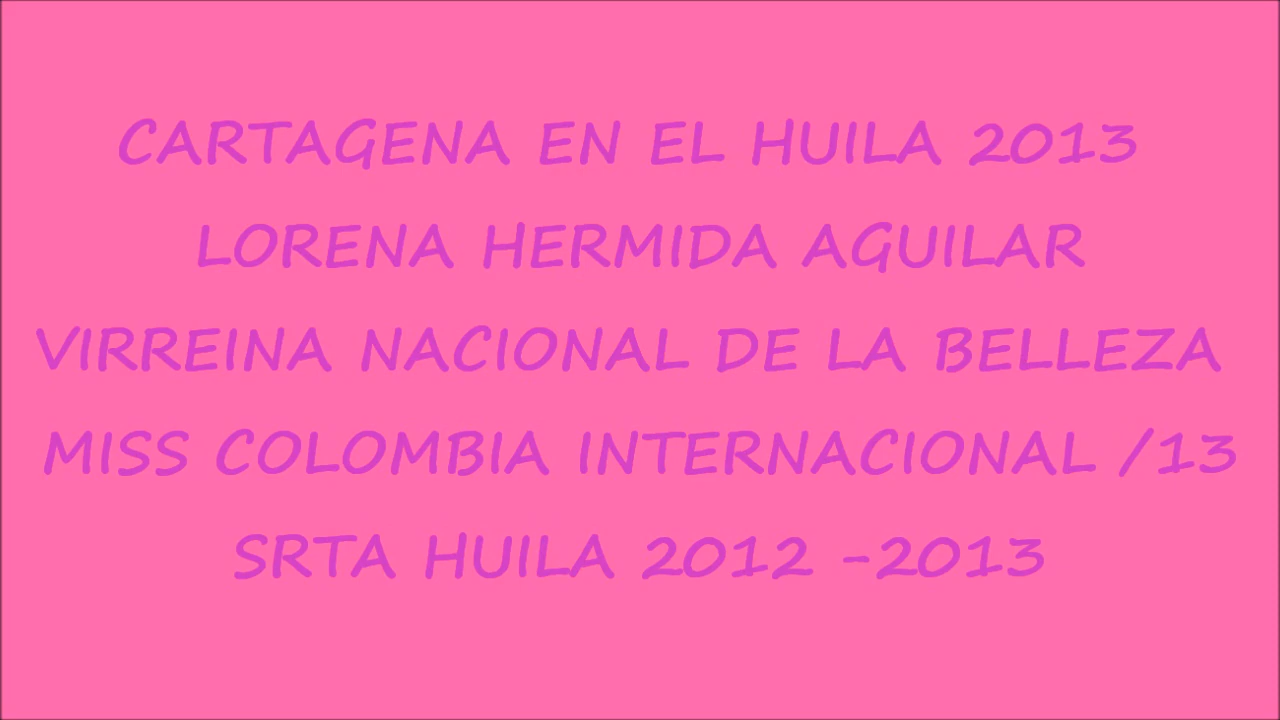 CARTAGENA EN EL HUILA 2013
LORENA HERMIDA AGUILAR
VIRREINA NACIONAL DE LA BELLEZA
MISS COLOMBIA INTERNACIONAL /13
SRTA HUILA 2012 -2013